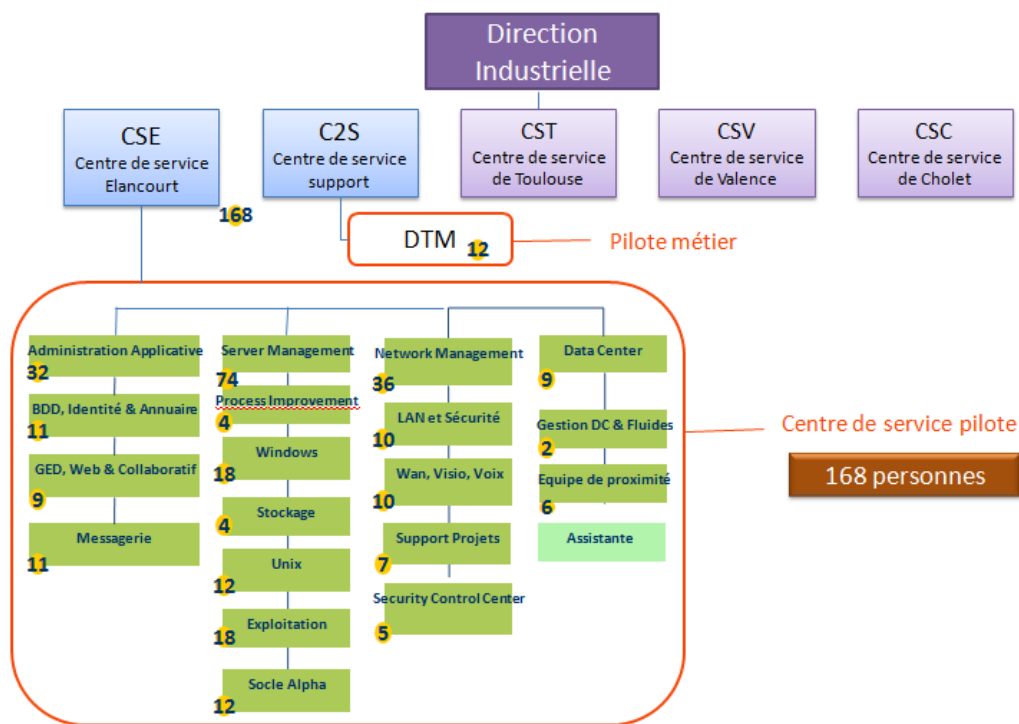 Direction
Industrielle
CSE
Centre de service
Elancourt
168
C2S
Centre de service
support
CST
Centre de service
de Toulouse
CSV
Centre de service
de Valence
CSC
Centre de service
de Cholet
DTM
12
Pilote métier
Administration Applicative
32
BDD, Identité & Annuaire
11
GED, Web & Collaboratif
9
Messagerie
11
Server Management
74
Process Improvement
4
Windows
18
Stockage
4
Unix
12
Exploitation
18
Socle Alpha
12
Network Management
36
LAN et Sécurité
10
Wan, Visio, Voix
10
Support Projets
7
Security Control Center
5
Data Center
9
Gestion DC & Fluides
2
Equipe de proximité
6
Assistante
Centre de service pilote
168 personnes